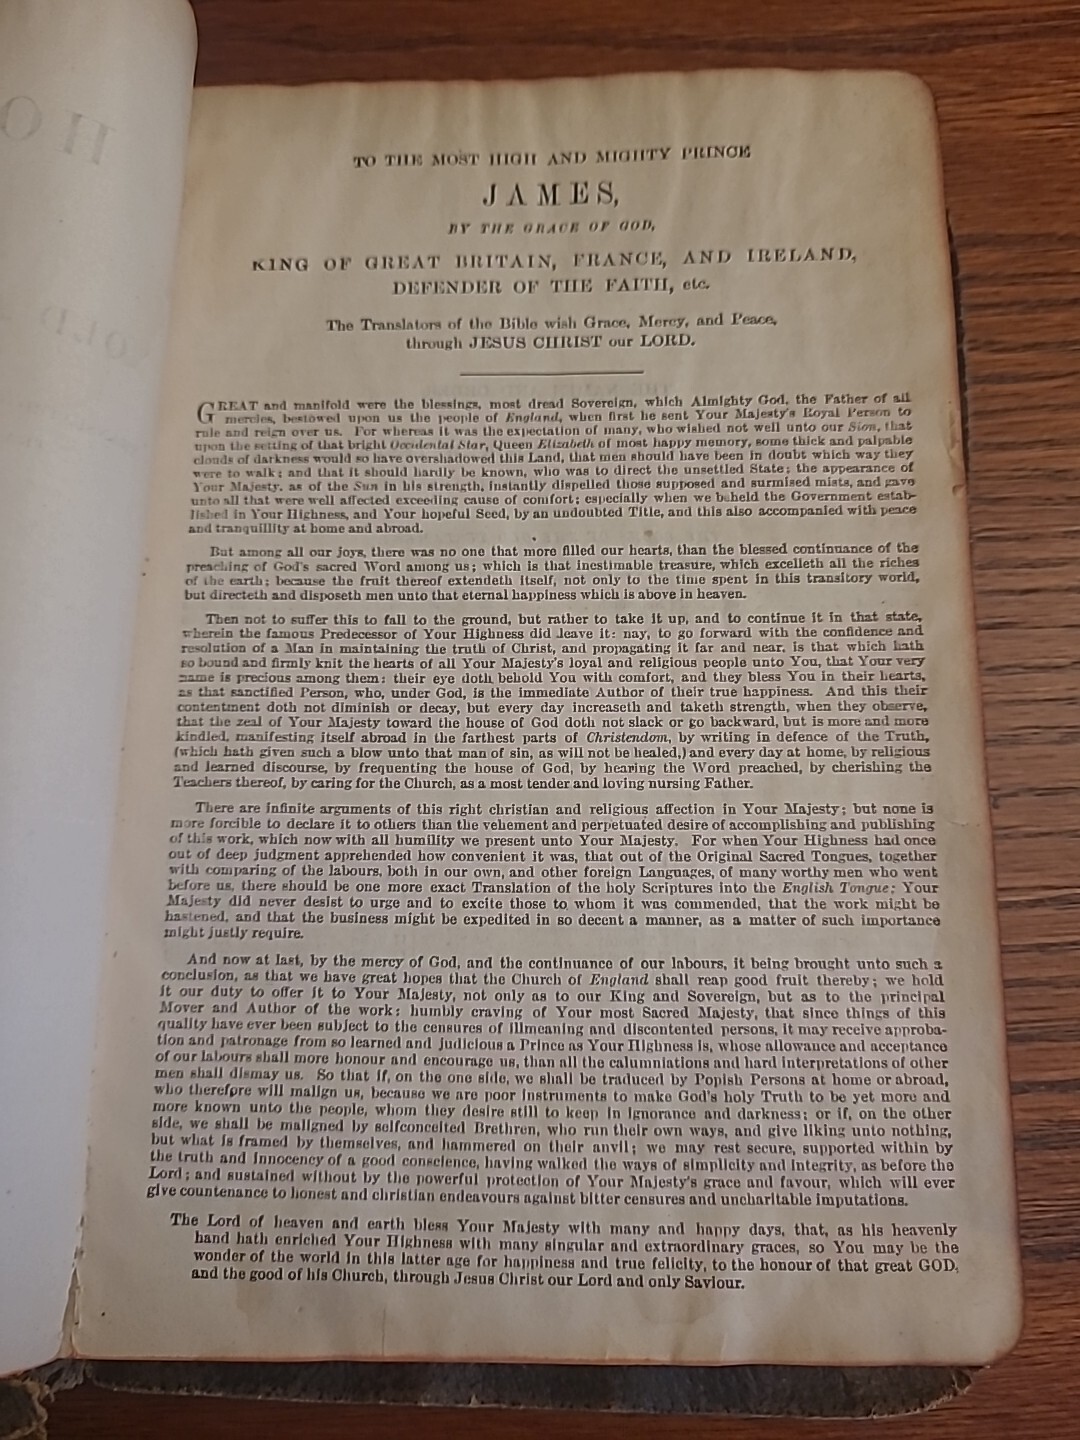 HO
OLD
TO THE MOST HIGH AND MIGHTY PRINCE
JAMES,
BY THE GRACE OF GOD,
KING OF GREAT BRITAIN, FRANCE, AND IRELAND,
DEFENDER OF THE FAITH, etc.
The Translators of the Bible wish Grace, Mercy, and Peace,
through JESUS CHRIST our LORD.
GREAT and manifold were the blessings, most dread Sovereign, which Almighty God, the Father of all
mercies, bestowed upon us the people of England, when first he sent Your Majesty's Royal Person to
rule and reign over us. For whereas it was the expectation of many, who wished not well unto our Sion, that
upon the setting of that bright Occidental Star, Queen Elizabeth of most happy memory, some thick and palpable
clouds of darkness would so have overshadowed this Land, that men should have been in doubt which way they
were to walk; and that it should hardly be known, who was to direct the unsettled State; the appearance of
Your Majesty, as of the Sun in his strength, instantly dispelled those supposed and surmised mists, and gave
unto all that were well affected exceeding cause of comfort; especially when we beheld the Government estab-
lished in Your Highness, and Your hopeful Seed, by an undoubted Title, and this also accompanied with peace
and tranquillity at home and abroad.
But among all our joys, there was no one that more filled our hearts, than the blessed continuance of the
preaching of God's sacred Word among us; which is that inestimable treasure, which excelleth all the riches
of the earth; because the fruit thereof extendeth itself, not only to the time spent in this transitory world,
but directeth and disposeth men unto that eternal happiness which is above in heaven.
Then not to suffer this to fall to the ground, but rather to take it up, and to continue it in that state,
wherein the famous Predecessor of Your Highness did leave it: nay, to go forward with the confidence and
resolution of a Man in maintaining the truth of Christ, and propagating it far and near, is that which hath
so bound and firmly knit the hearts of all Your Majesty's loyal and religious people unto You, that Your very
name is precious among them: their eye doth behold You with comfort, and they bless You in their hearts,
as that sanctified Person, who, under God, is the immediate Author of their true happiness. And this their
contentment doth not diminish or decay, but every day increaseth and taketh strength, when they observe,
that the zeal of Your Majesty toward the house of God doth not slack or go backward, but is more and more
kindled, manifesting itself abroad in the farthest parts of Christendom, by writing in defence of the Truth,
(which hath given such a blow unto that man of sin, as will not be healed,) and every day at home, by religious
and learned discourse, by frequenting the house of God, by hearing the Word preached, by cherishing the
Teachers thereof, by caring for the Church, as a most tender and loving nursing Father.
There are infinite arguments of this right christian and religious affection in Your Majesty; but none is
more forcible to declare it to others than the vehement and perpetuated desire of accomplishing and publishing
of this work, which now with all humility we present unto Your Majesty. For when Your Highness had once
out of deep judgment apprehended how convenient it was, that out of the Original Sacred Tongues, together
with comparing of the labours, both in our own, and other foreign Languages, of many worthy men who went
before us, there should be one more exact Translation of the holy Scriptures into the English Tongue; Your
Majesty did never desist to urge and to excite those to whom it was commended, that the work might be
hastened, and that the business might be expedited in so decent a manner, as a matter of such importance
might justly require.
And now at last, by the mercy of God, and the continuance of our labours, it being brought unto such a
conclusion, as that we have great hopes that the Church of England shall reap good fruit thereby; we hold
it our duty to offer it to Your Majesty, not only as to our King and Sovereign, but as to the principal
Mover and Author of the work: humbly craving of Your most Sacred Majesty, that since things of this
quality have ever been subject to the censures of illmeaning and discontented persons, it may receive approba-
tion and patronage from so learned and judicious a Prince as Your Highness is, whose allowance and acceptance
of our labours shall more honour and encourage us, than all the calumniations and hard interpretations of other
men shall dismay us. So that if, on the one side, we shall be traduced by Popish Persons at home or abroad,
who therefore will malign us, because we are poor instruments to make God's holy Truth to be yet more and
more known unto the people, whom they desire still to keep in ignorance and darkness; or if, on the other
side, we shall be maligned by selfconceited Brethren, who run their own ways, and give liking unto nothing,
but what is framed by themselves, and hammered on their anvil; we may rest secure, supported within by
the truth and innocency of a good conscience, having walked the ways of simplicity and integrity, as before the
Lord; and sustained without by the powerful protection of Your Majesty's grace and favour, which will ever
give countenance to honest and christian endeavours against bitter censures and uncharitable imputations.
The Lord of heaven and earth bless Your Majesty with many and happy days, that, as his heavenly
hand hath enriched Your Highness with many singular and extraordinary graces, so You may be the
wonder of the world in this latter age for happiness and true felicity, to the honour of that great GOD,
and the good of his Church, through Jesus Christ our Lord and only Saviour.